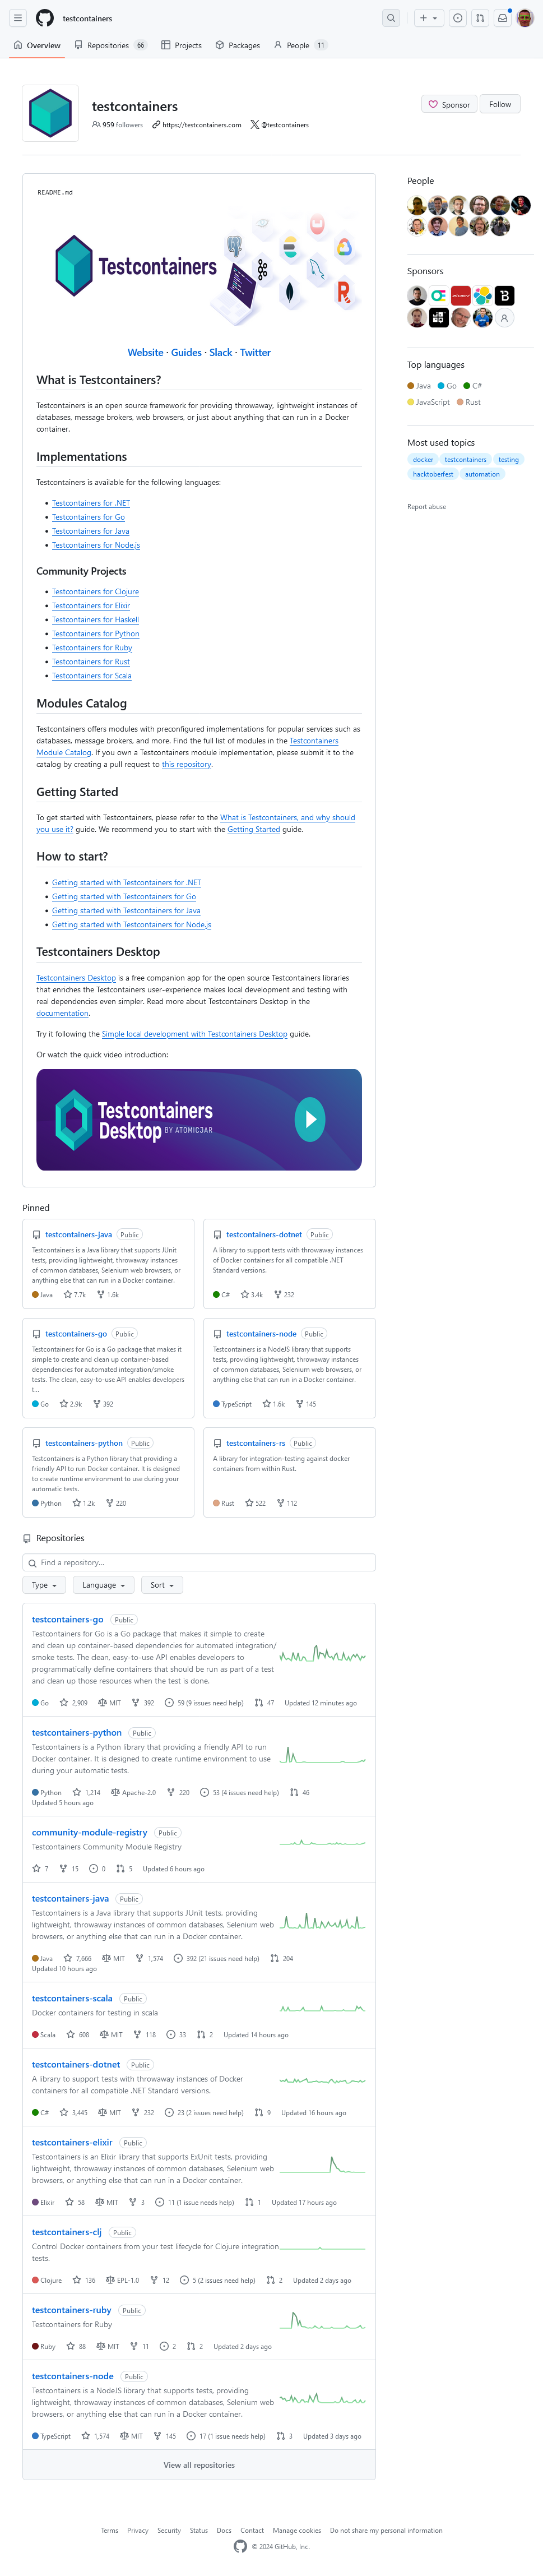 testcontainers
Overview
Repositories 66
Projects
Packages
People 11
testcontainers
959 followers
https://testcontainers.com
@testcontainers
Sponsor
Follow
README.md
Testcontainers
Website · Guides · Slack · Twitter
What is Testcontainers?
Testcontainers is an open source framework for providing throwaway, lightweight instances of
databases, message brokers, web browsers, or just about anything that can run in a Docker
container.
Implementations
Testcontainers is available for the following languages:
Testcontainers for .NET
Testcontainers for Go
Testcontainers for Java
Testcontainers for Node.js
Community Projects
Testcontainers for Clojure
Testcontainers for Elixir
Testcontainers for Haskell
Testcontainers for Python
Testcontainers for Ruby
Testcontainers for Rust
Testcontainers for Scala
Modules Catalog
Testcontainers offers modules with preconfigured implementations for popular services such as
databases, message brokers, and more. Find the full list of modules in the Testcontainers
Module Catalog. If you own a Testcontainers module implementation, please submit it to the
catalog by creating a pull request to this repository.
Getting Started
To get started with Testcontainers, please refer to the What is Testcontainers, and why should
you use it? guide. We recommend you to start with the Getting Started guide.
How to start?
Getting started with Testcontainers for .NET
Getting started with Testcontainers for Go
Getting started with Testcontainers for Java
Getting started with Testcontainers for Node.js
Testcontainers Desktop
Testcontainers Desktop is a free companion app for the open source Testcontainers libraries
that enriches the Testcontainers user-experience makes local development and testing with
real dependencies even simpler. Read more about Testcontainers Desktop in the
documentation.
Try it following the Simple local development with Testcontainers Desktop guide.
Or watch the quick video introduction:
Testcontainers
Desktop BY ATOMICJAR
People
Sponsors
Top languages
Java Go C#
JavaScript Rust
Most used topics
docker testcontainers testing
hacktoberfest automation
Report abuse
Pinned
testcontainers-java Public
Testcontainers is a Java library that supports JUnit
tests, providing lightweight, throwaway instances
of common databases, Selenium web browsers, or
anything else that can run in a Docker container.
Java 7.7k 1.6k
testcontainers-dotnet Public
A library to support tests with throwaway instances
of Docker containers for all compatible .NET
Standard versions.
C# 3.4k 232
testcontainers-go Public
Testcontainers for Go is a Go package that makes it
simple to create and clean up container-based
dependencies for automated integration/smoke
tests. The clean, easy-to-use API enables developers
t…
Go 2.9k 392
testcontainers-node Public
Testcontainers is a NodeJS library that supports
tests, providing lightweight, throwaway instances
of common databases, Selenium web browsers, or
anything else that can run in a Docker container.
TypeScript 1.6k 145
testcontainers-python Public
Testcontainers is a Python library that providing a
friendly API to run Docker container. It is designed
to create runtime environment to use during your
automatic tests.
Python 1.2k 220
testcontainers-rs Public
A library for integration-testing against docker
containers from within Rust.
Rust 522 112
Repositories
Find a repository…
Type Language Sort
testcontainers-go Public
Testcontainers for Go is a Go package that makes it simple to create
and clean up container-based dependencies for automated integration/
smoke tests. The clean, easy-to-use API enables developers to
programmatically define containers that should be run as part of a test
and clean up those resources when the test is done.
Go 2,909 MIT 392 59 (9 issues need help) 47 Updated 12 minutes ago
testcontainers-python Public
Testcontainers is a Python library that providing a friendly API to run
Docker container. It is designed to create runtime environment to use
during your automatic tests.
Python 1,214 Apache-2.0 220 53 (4 issues need help) 46
Updated 5 hours ago
community-module-registry Public
Testcontainers Community Module Registry
7 15 0 5 Updated 6 hours ago
testcontainers-java Public
Testcontainers is a Java library that supports JUnit tests, providing
lightweight, throwaway instances of common databases, Selenium web
browsers, or anything else that can run in a Docker container.
Java 7,666 MIT 1,574 392 (21 issues need help) 204
Updated 10 hours ago
testcontainers-scala Public
Docker containers for testing in scala
Scala 608 MIT 118 33 2 Updated 14 hours ago
testcontainers-dotnet Public
A library to support tests with throwaway instances of Docker
containers for all compatible .NET Standard versions.
C# 3,445 MIT 232 23 (2 issues need help) 9 Updated 16 hours ago
testcontainers-elixir Public
Testcontainers is an Elixir library that supports ExUnit tests, providing
lightweight, throwaway instances of common databases, Selenium web
browsers, or anything else that can run in a Docker container.
Elixir 58 MIT 3 11 (1 issue needs help) 1 Updated 17 hours ago
testcontainers-clj Public
Control Docker containers from your test lifecycle for Clojure integration
tests.
Clojure 136 EPL-1.0 12 5 (2 issues need help) 2 Updated 2 days ago
testcontainers-ruby Public
Testcontainers for Ruby
Ruby 88 MIT 11 2 2 Updated 2 days ago
testcontainers-node Public
Testcontainers is a NodeJS library that supports tests, providing
lightweight, throwaway instances of common databases, Selenium web
browsers, or anything else that can run in a Docker container.
TypeScript 1,574 MIT 145 17 (1 issue needs help) 3 Updated 3 days ago
View all repositories
Terms Privacy Security Status Docs Contact Manage cookies Do not share my personal information
© 2024 GitHub, Inc.